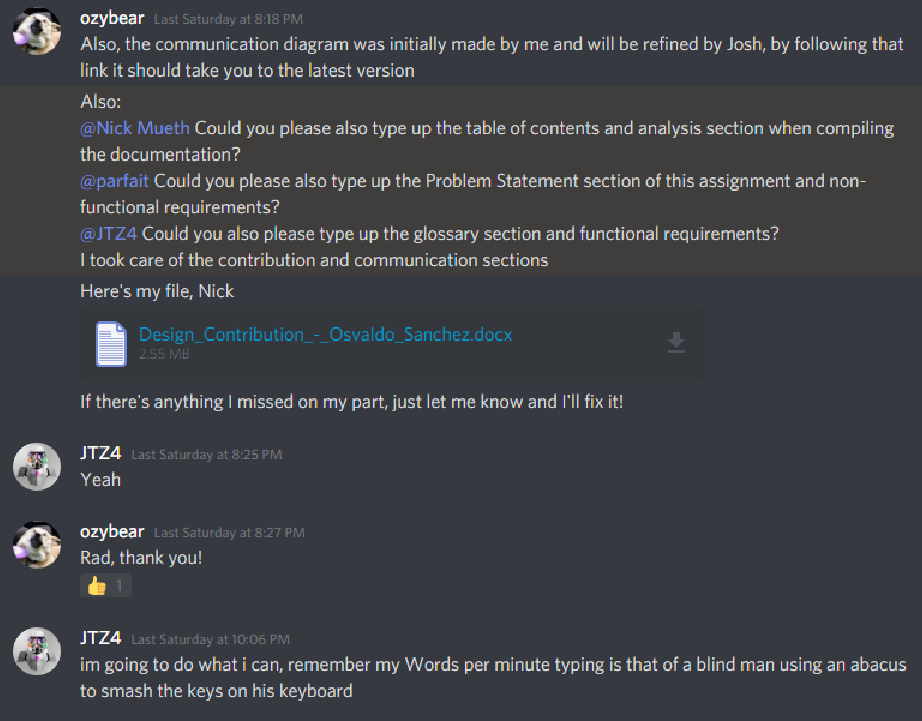 ozybear Last Saturday at 8:18 PM
Also, the communication diagram was initially made by me and will be refined by Josh, by following that
link it should take you to the latest version
Also:
@Nick Mueth Could you please also type up the table of contents and analysis section when compiling
the documentation?
@parfait Could you please also type up the Problem Statement section of this assignment and non-
functional requirements?
@JTZ4 Could you also please type up the glossary section and functional requirements?
I took care of the contribution and communication sections
Here's my file, Nick
Design_Contribution_-_Osvaldo_Sanchez.docx
2.55 MB
If there's anything I missed on my part, just let me know and I'll fix it!
JTZ4 Last Saturday at 8:25 PM
Yeah
ozybear Last Saturday at 8:27 PM
Rad, thank you!
👍 1
JTZ4 Last Saturday at 10:06 PM
im going to do what i can, remember my Words per minute typing is that of a blind man using an abacus
to smash the keys on his keyboard